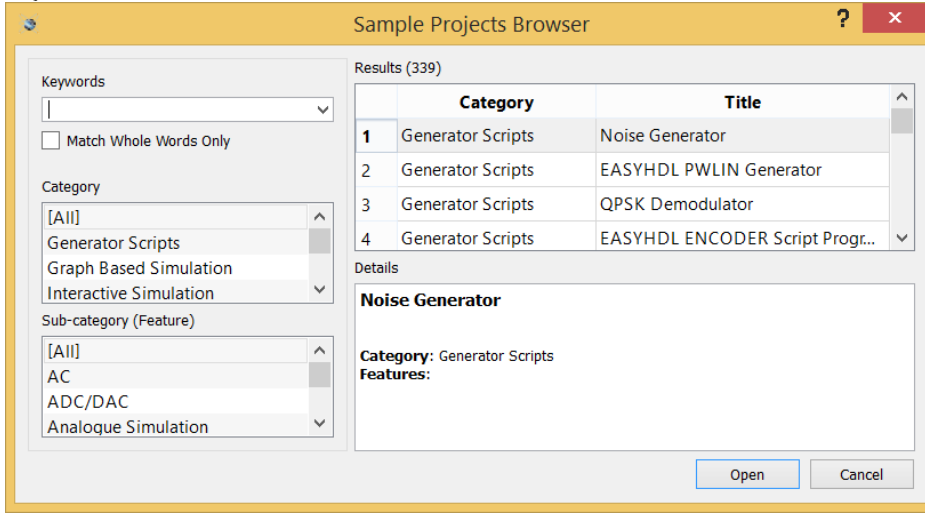 Sample Projects Browser
?
×
Keywords
Match Whole Words Only
Category
[All]
Generator Scripts
Graph Based Simulation
Interactive Simulation
Sub-category (Feature)
[All]
AC
ADC/DAC
Analogue Simulation
Results (339)
Category Title
1 Generator Scripts Noise Generator
2 Generator Scripts EASYHDL PWLIN Generator
3 Generator Scripts QPSK Demodulator
4 Generator Scripts EASYHDL ENCODER Script Progr...
Details
Noise Generator
Category: Generator Scripts
Features:
Open Cancel